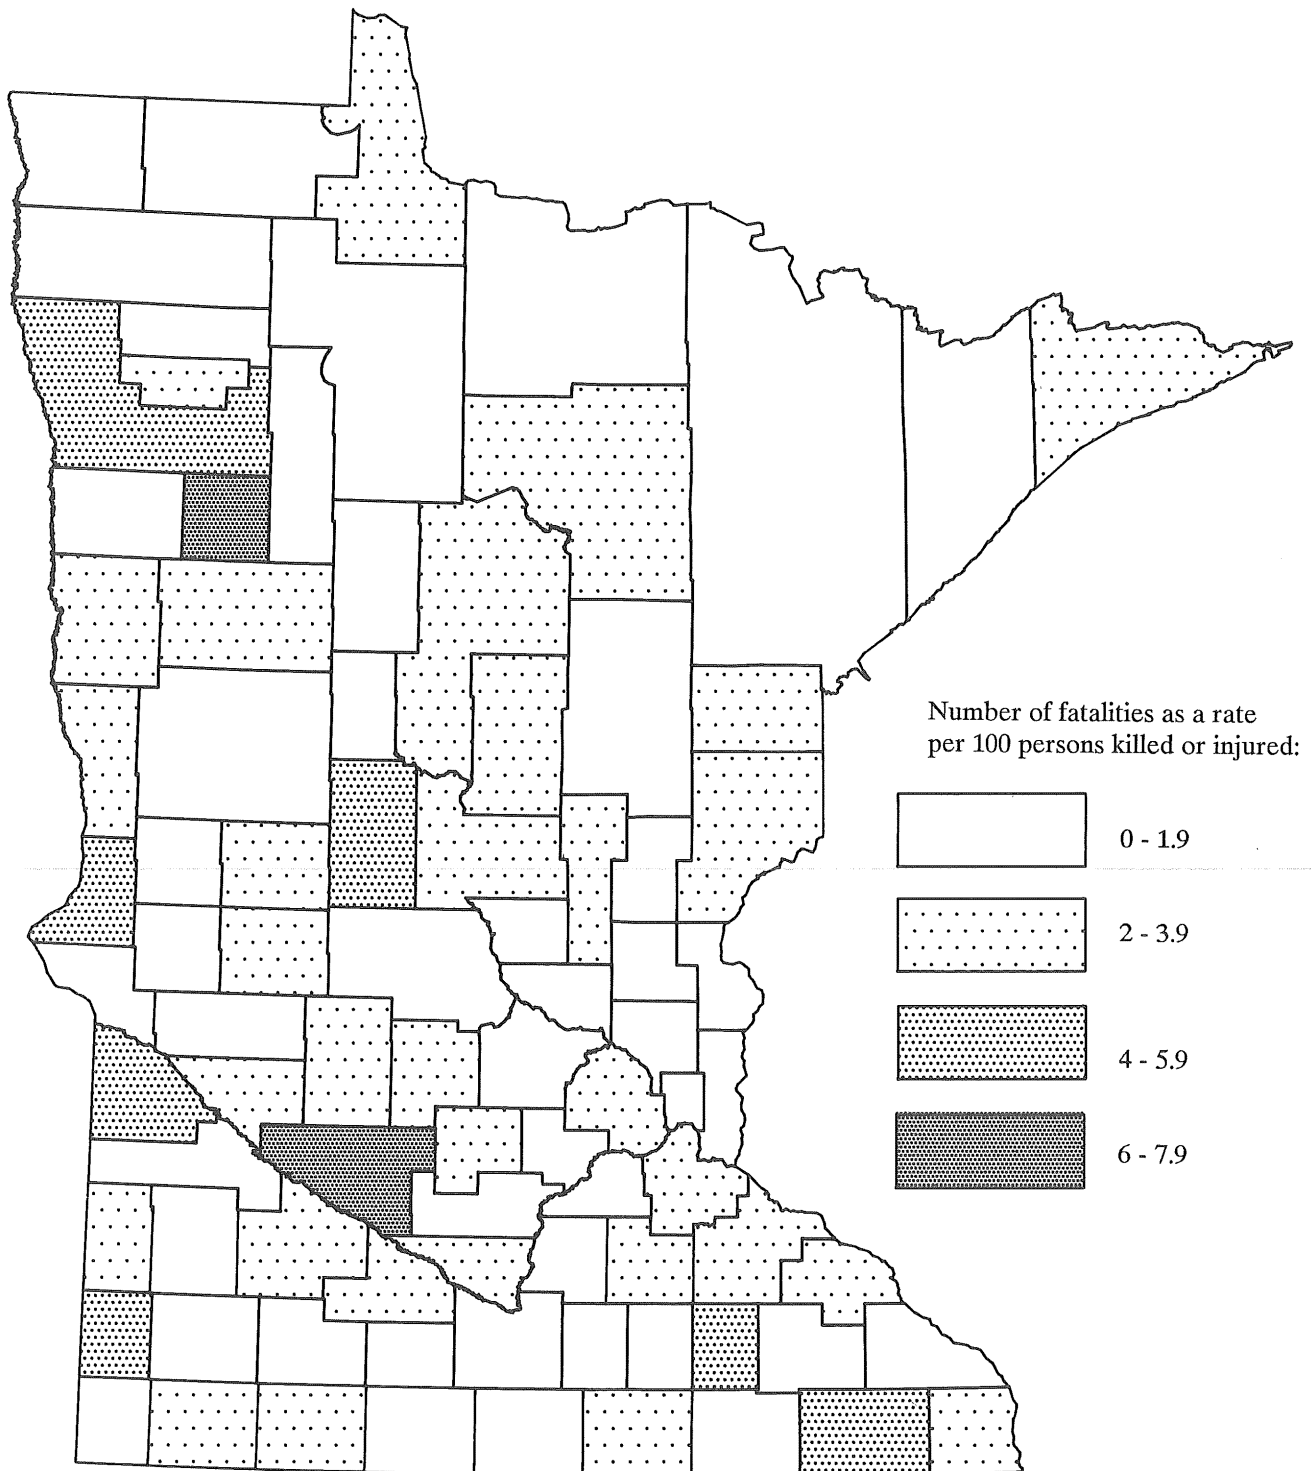 Number of fatalities as a rate
per 100 persons killed or injured:
0 - 1.9
2 - 3.9
4 - 5.9
6 - 7.9